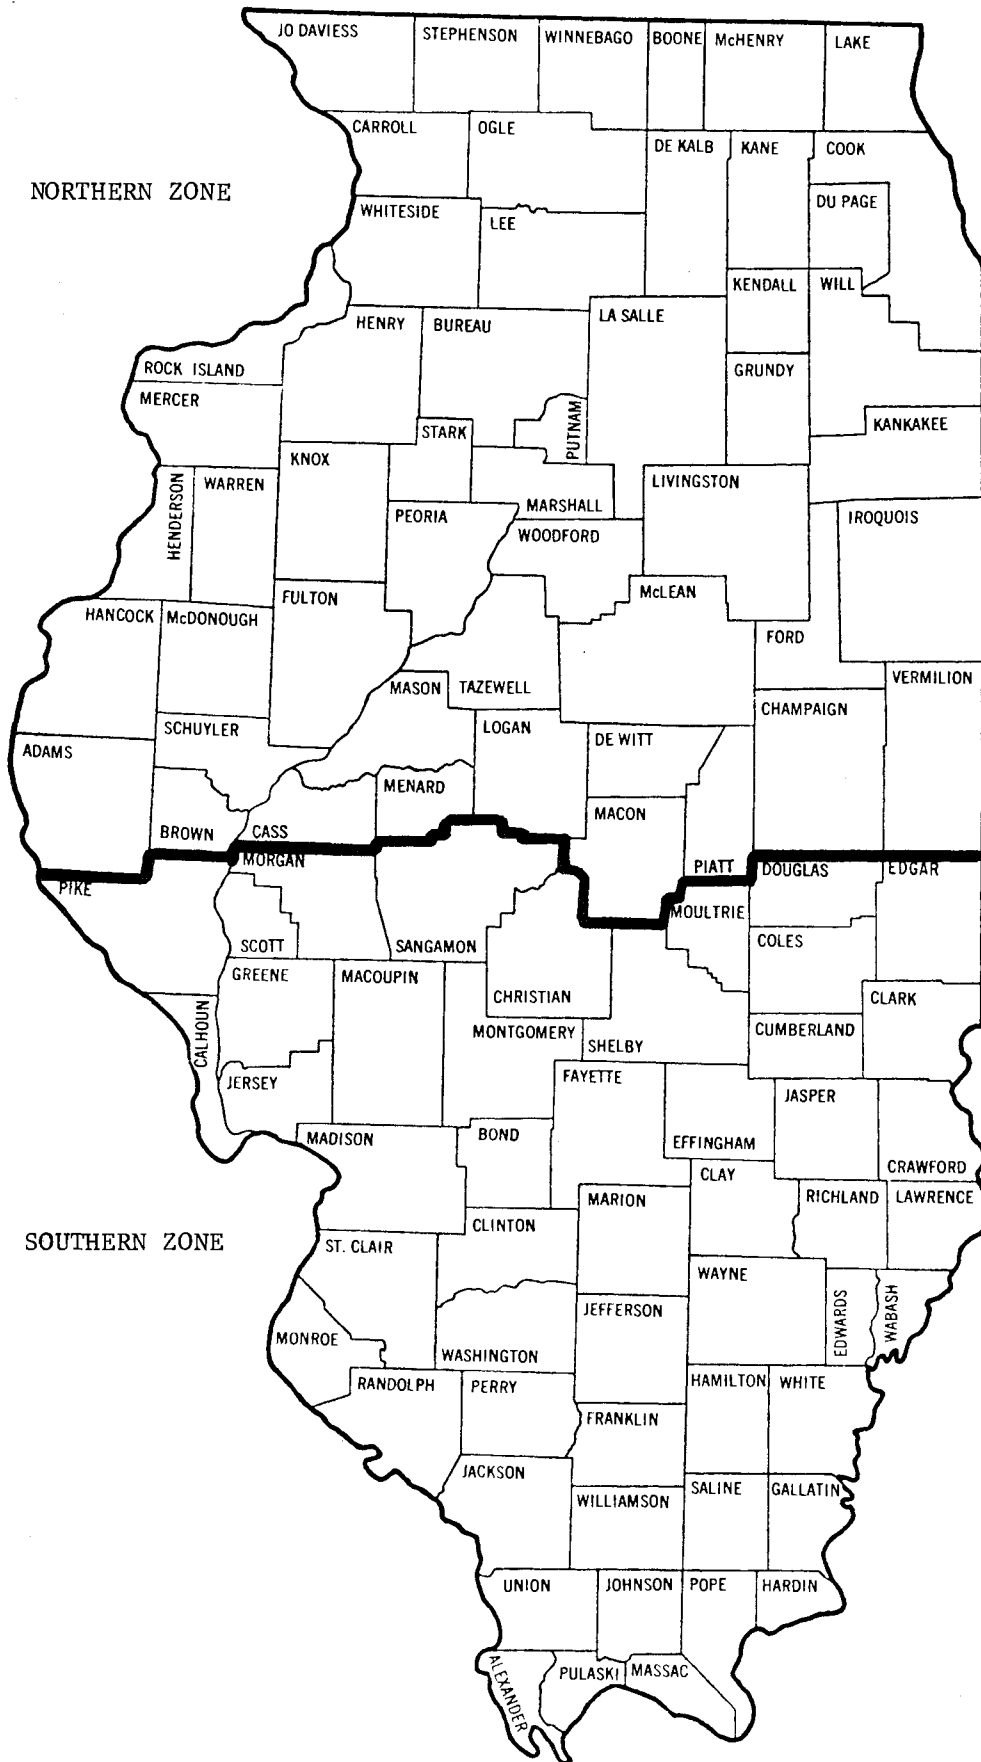 JO DAVIESS
STEPHENSON
WINNEBAGO
BOONE
McHENRY
LAKE
CARROLL
OGLE
DE KALB
KANE
COOK
NORTHERN ZONE
DU PAGE
WHITESIDE
LEE
KENDALL
WILL
HENRY
BUREAU
LA SALLE
ROCK ISLAND
GRUNDY
MERCER
STARK
PUTNAM
KANKAKEE
KNOX
HENDERSON
WARREN
LIVINGSTON
PEORIA
MARSHALL
IROQUOIS
WOODFORD
McLEAN
FULTON
HANCOCK
McDONOUGH
FORD
MASON
TAZEWELL
VERMILION
CHAMPAIGN
SCHUYLER
LOGAN
DE WITT
ADAMS
MENARD
MACON
BROWN
CASS
MORGAN
PIKE
PIATT
DOUGLAS
EDGAR
MOULTRIE
SCOTT
SANGAMON
COLES
GREENE
MACOUPIN
CHRISTIAN
CLARK
CALHOUN
MONTGOMERY
SHELBY
CUMBERLAND
JERSEY
FAYETTE
JASPER
MADISON
BOND
EFFINGHAM
CLAY
CRAWFORD
MARION
RICHLAND
LAWRENCE
CLINTON
SOUTHERN ZONE
ST. CLAIR
WAYNE
JEFFERSON
EDWARDS
WABASH
MONROE
WASHINGTON
RANDOLPH
PERRY
HAMILTON
WHITE
FRANKLIN
JACKSON
WILLIAMSON
SALINE
GALLATIN
UNION
JOHNSON
POPE
HARDIN
ALEXANDER
PULASKI
MASSAC